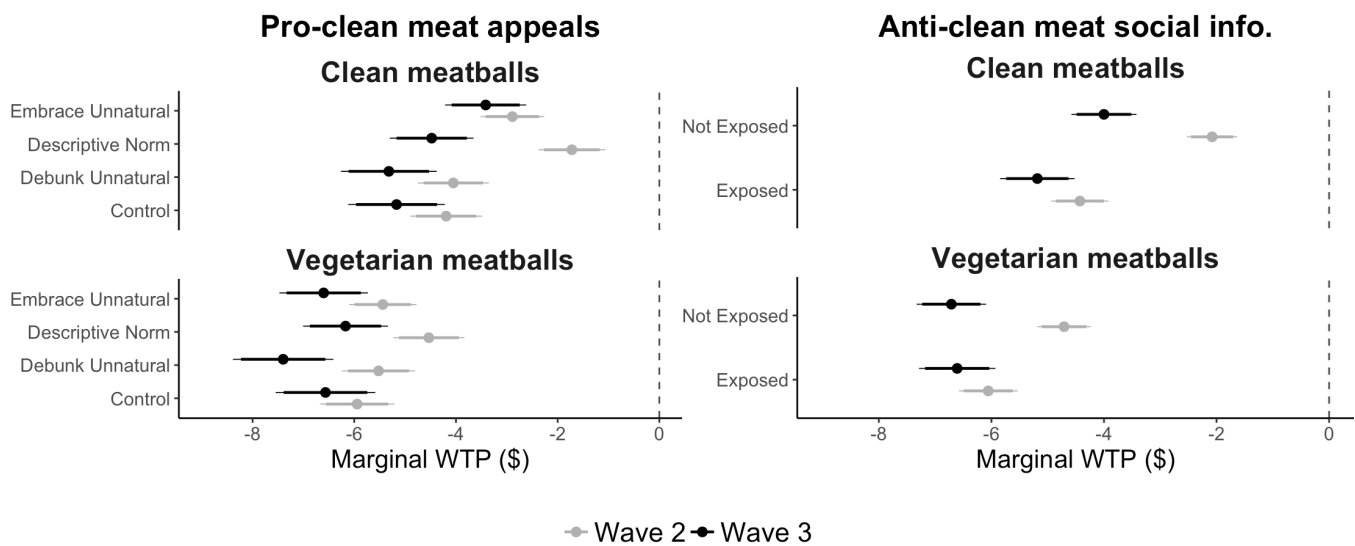 Pro-clean meat appeals
Clean meatballs
Embrace Unnatural
Descriptive Norm
Debunk Unnatural
Control
Vegetarian meatballs
Embrace Unnatural
Descriptive Norm
Debunk Unnatural
Control
-8 -6 -4 -2 0
Marginal WTP ($)
Anti-clean meat social info.
Clean meatballs
Not Exposed
Exposed
Vegetarian meatballs
Not Exposed
Exposed
-8 -6 -4 -2 0
Marginal WTP ($)
Wave 2 Wave 3